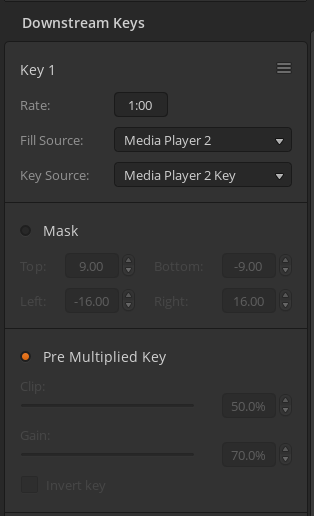 Downstream Keys
Key 1
Rate: 1:00
Fill Source: Media Player 2
Key Source: Media Player 2 Key
Mask
Top: 9.00 Bottom: -9.00
Left: -16.00 Right: 16.00
Pre Multiplied Key
Clip:
50.0%
Gain:
70.0%
Invert key